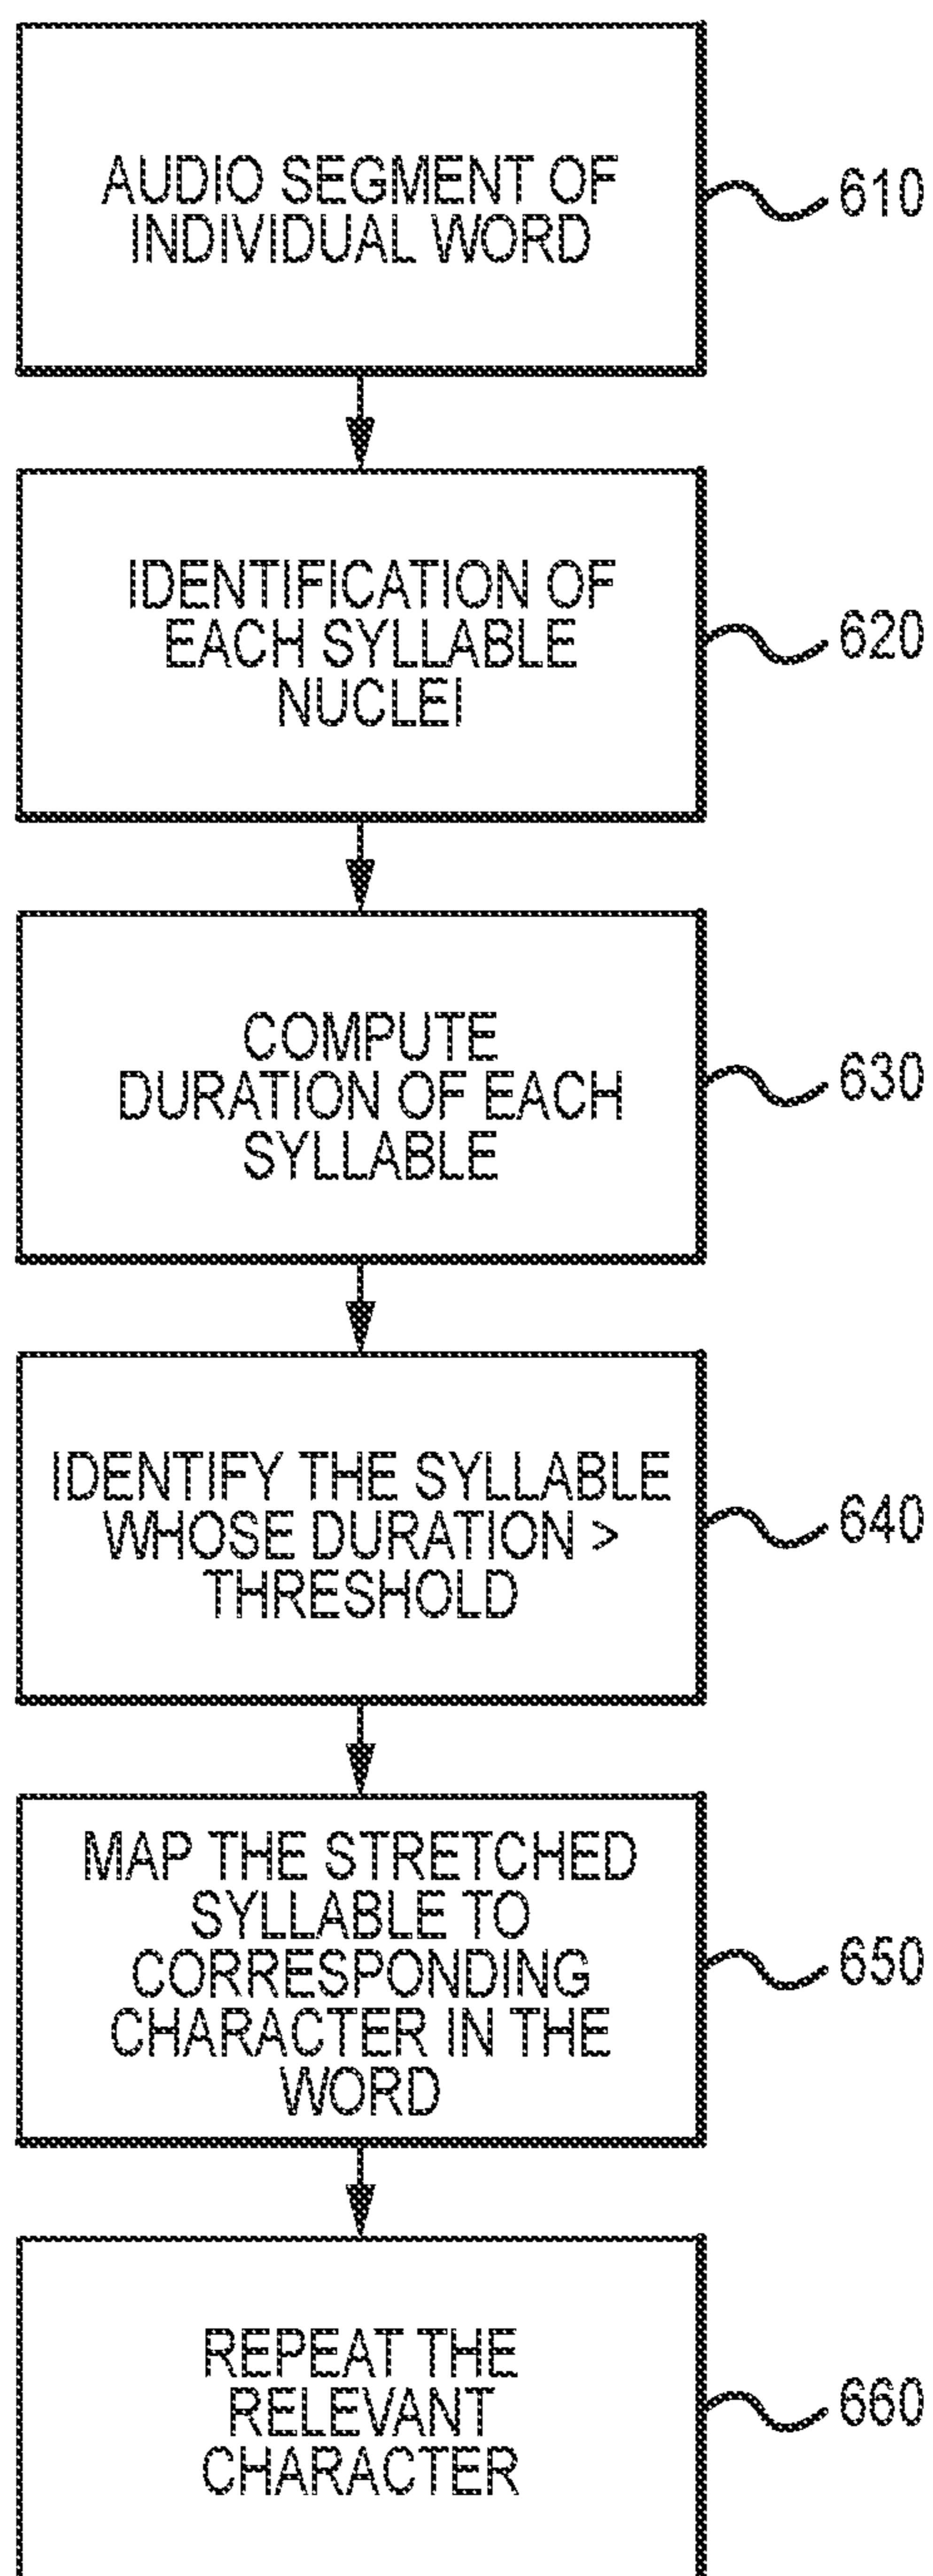 AUDIO SEGMENT OF
INDIVIDUAL WORD
610
IDENTIFICATION OF
EACH SYLLABLE
NUCLEI
620
COMPUTE
DURATION OF EACH
SYLLABLE
630
IDENTIFY THE SYLLABLE
WHOSE DURATION >
THRESHOLD
640
MAP THE STRETCHED
SYLLABLE TO
CORRESPONDING
CHARACTER IN THE
WORD
650
REPEAT THE
RELEVANT
CHARACTER
660